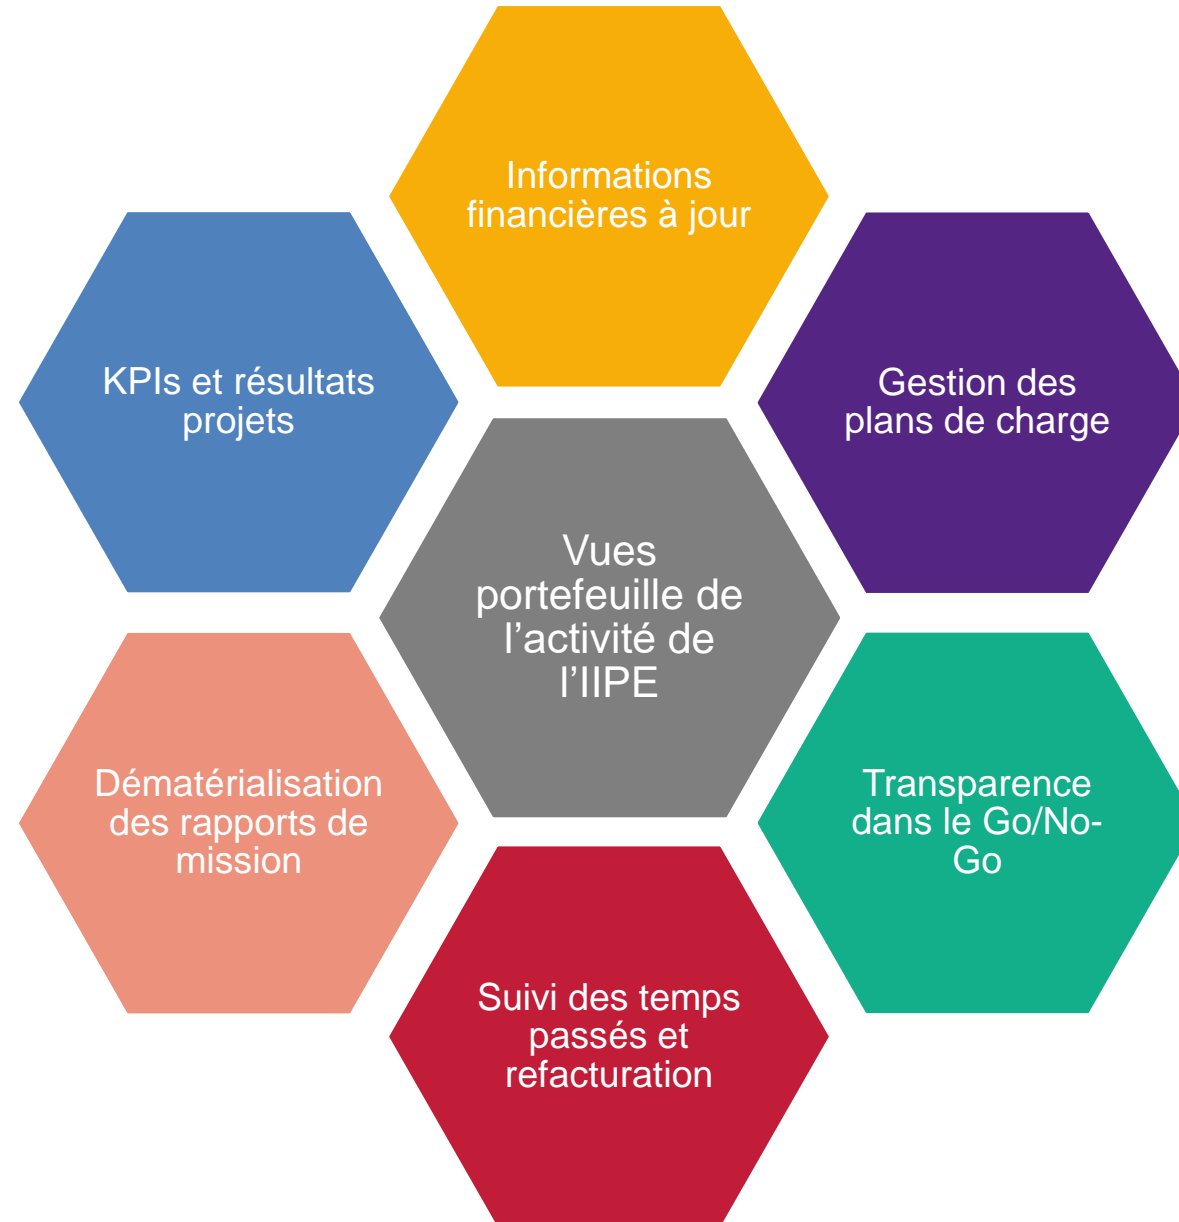 Informations
financières à jour
KPIs et résultats
projets
Gestion des
plans de charge
Vues
portefeuille de
l’activité de
l’IIPE
Dématérialisation
des rapports de
mission
Transparence
dans le Go/No-
Go
Suivi des temps
passés et
refacturation